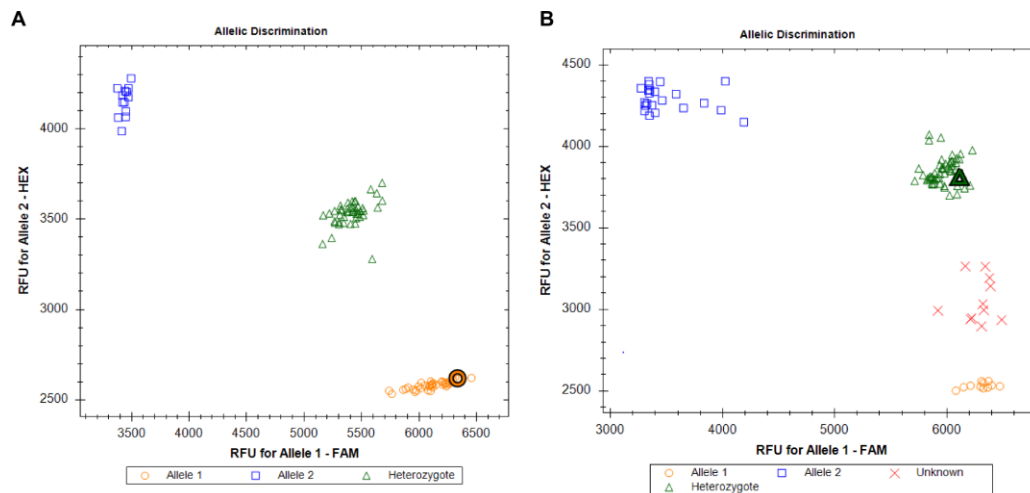 A
Allelic Discrimination
RFU for Allele 2 - HEX
4000
3500
3000
2500
3500
4000
4500
5000
5500
6000
6500
RFU for Allele 1 - FAM
Allele 1
Allele 2
Heterozygote
B
Allelic Discrimination
RFU for Allele 2 - HEX
4500
4000
3500
3000
2500
3000
4000
5000
6000
RFU for Allele 1 - FAM
Allele 1
Allele 2
Unknown
Heterozygote